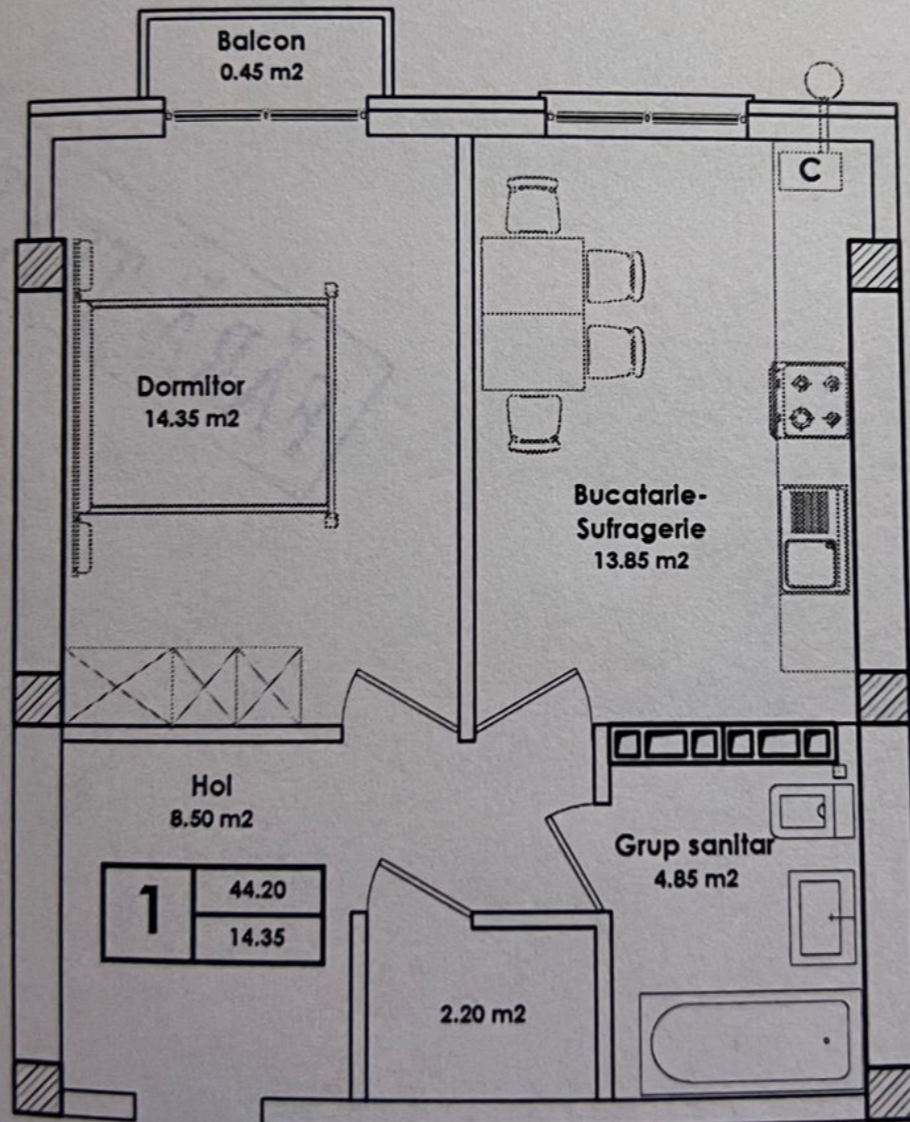 Balcon
0.45 m2
C
Dormitor
14.35 m2
Bucatarie-
Sufragerie
13.85 m2
Hol
8.50 m2
1
44.20
14.35
Grup sanitar
4.85 m2
2.20 m2